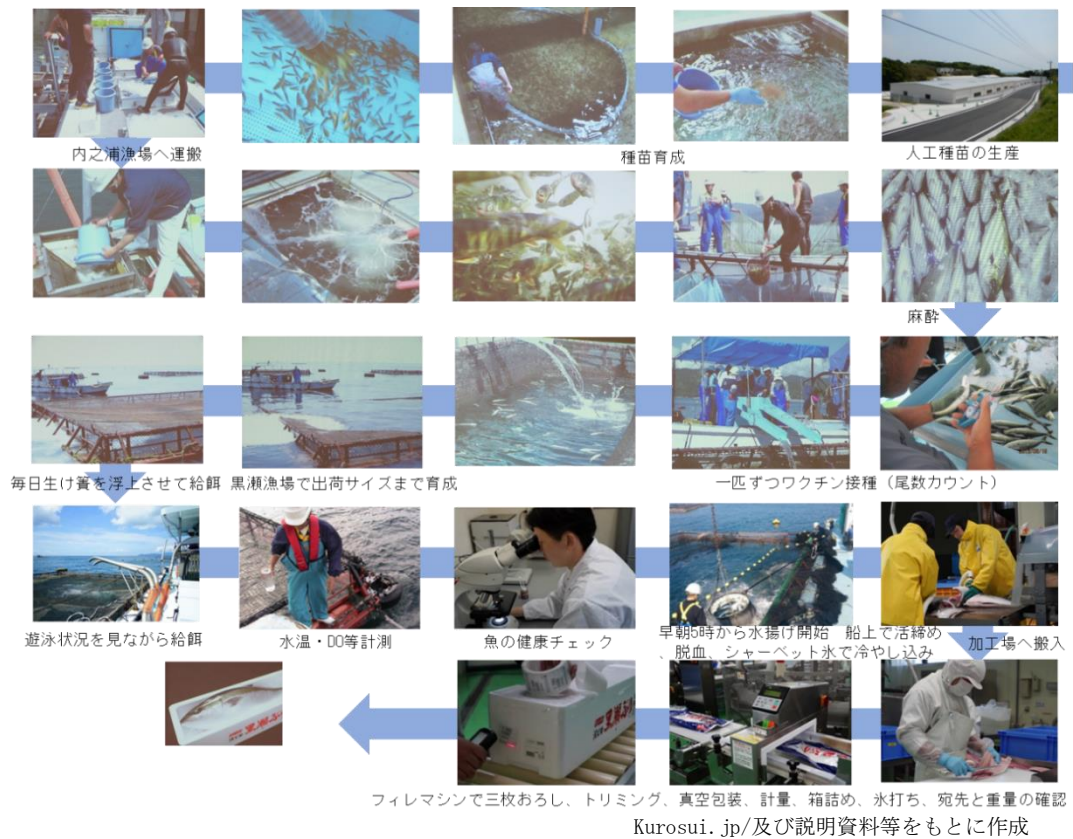 内之浦漁場へ運搬
種苗育成
人工種苗の生産
麻酔
毎日生け簀を浮上させて給餌
黒瀬漁場で出荷サイズまで育成
一匹ずつワクチン接種（尾数カウント）
遊泳状況を見ながら給餌
水温・DO等計測
魚の健康チェック
早朝5時から水揚げ開始　船上で活締め
、脱血、シャーベット氷で冷やし込み
加工場へ搬入
黒瀬ぶり
フィレマシンで三枚おろし、トリミング、真空包装、計量、箱詰め、氷打ち、宛先と重量の確認
Kurosui.jp/及び説明資料等をもとに作成